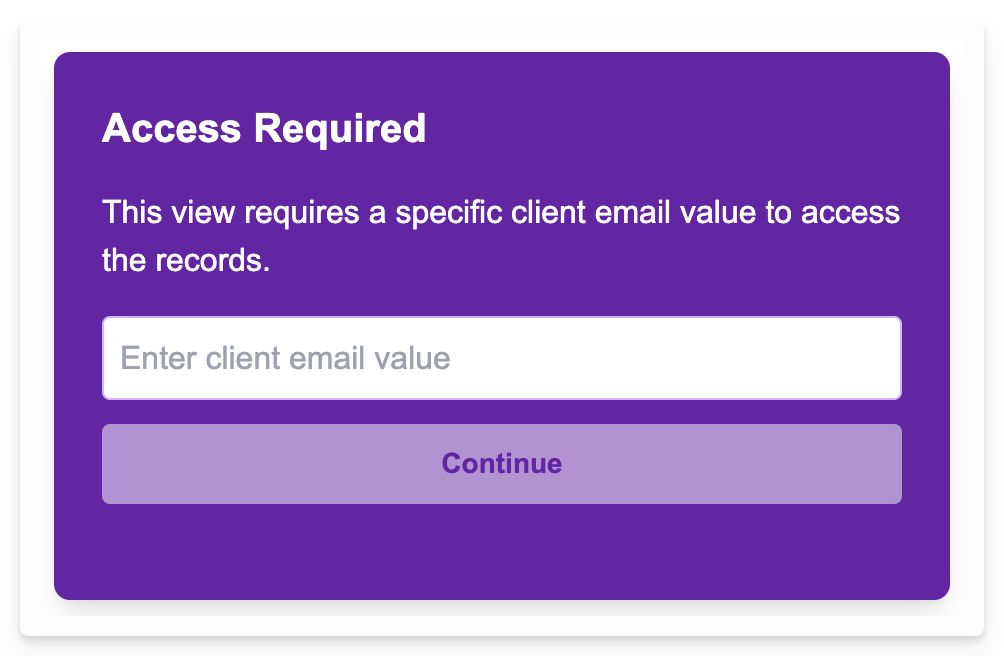 Access Required
This view requires a specific client email value to access
the records.
Enter client email value
Continue